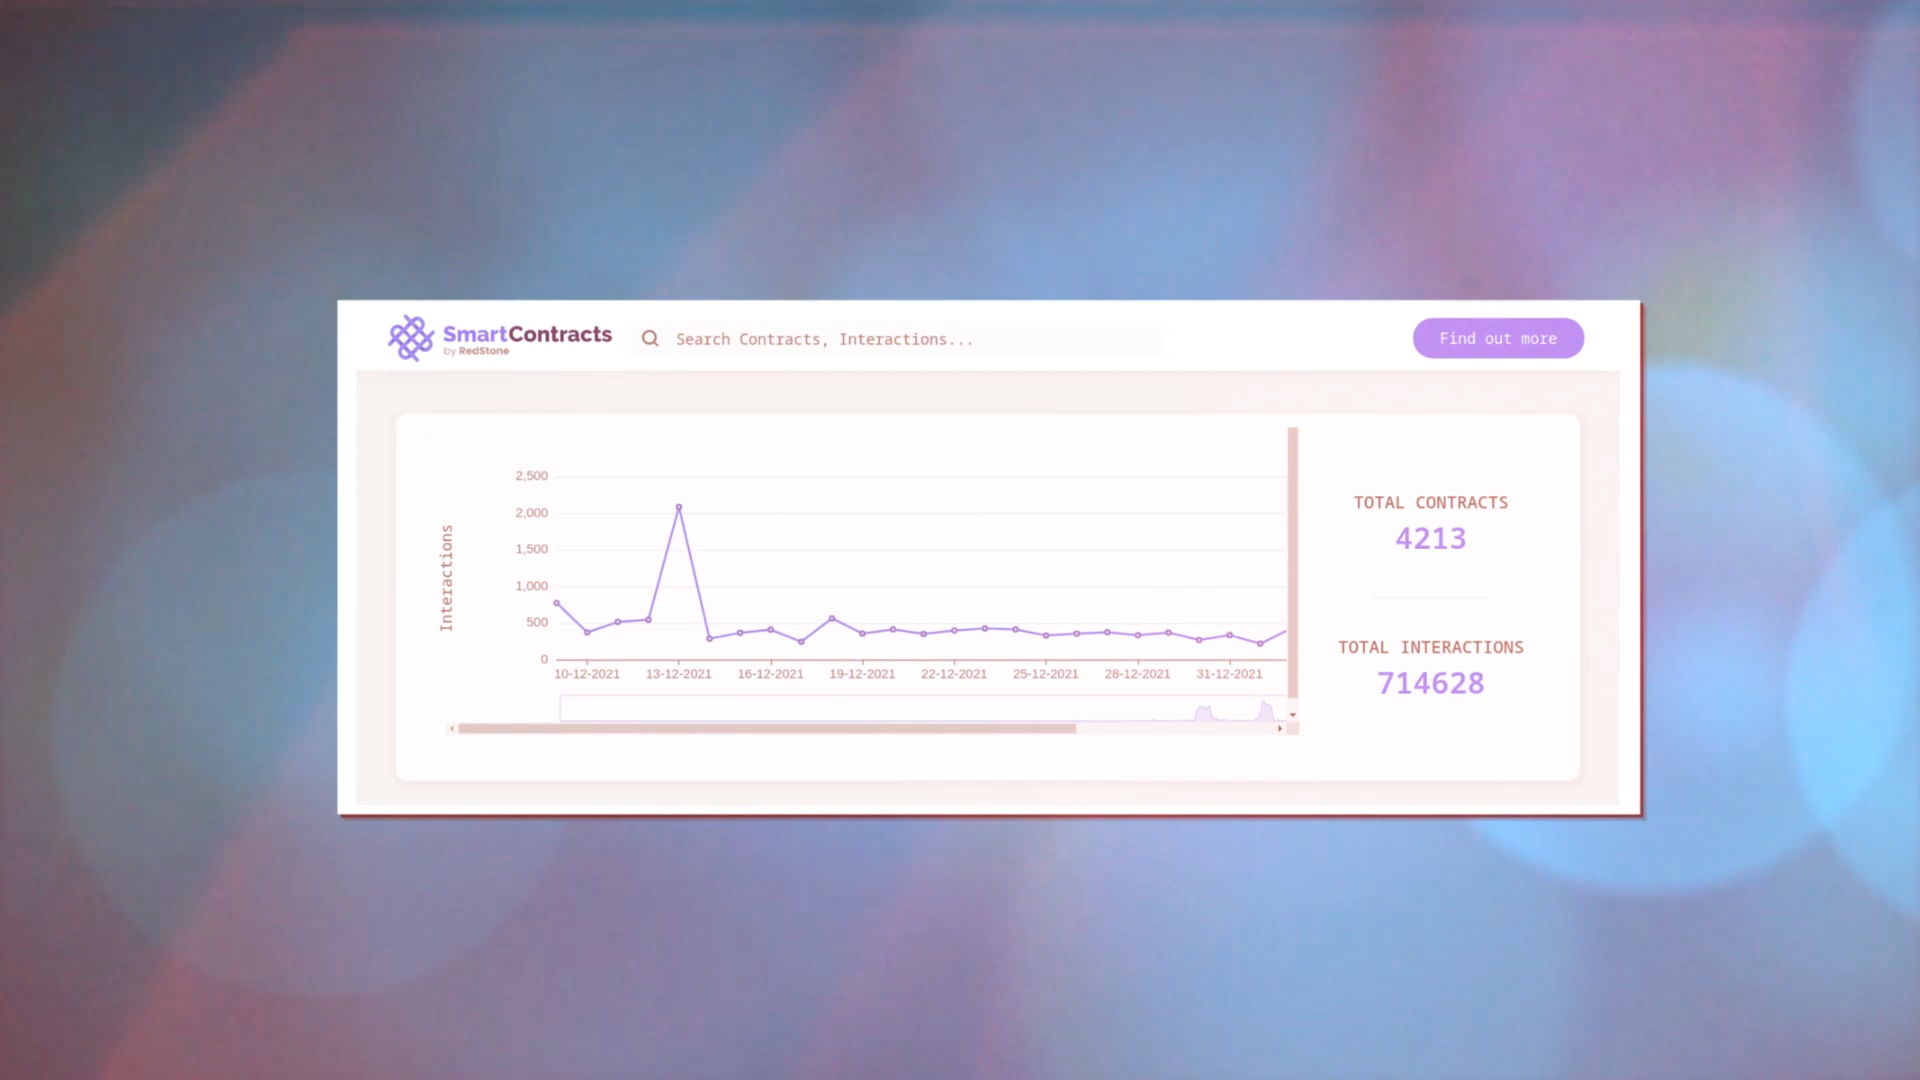 SmartContracts
by RedStone
Search Contracts, Interactions...
Find out more
Interactions
2,500
2,000
1,500
1,000
500
0
10-12-2021 13-12-2021 16-12-2021 19-12-2021 22-12-2021 25-12-2021 28-12-2021 31-12-2021
TOTAL CONTRACTS
4213
TOTAL INTERACTIONS
714628